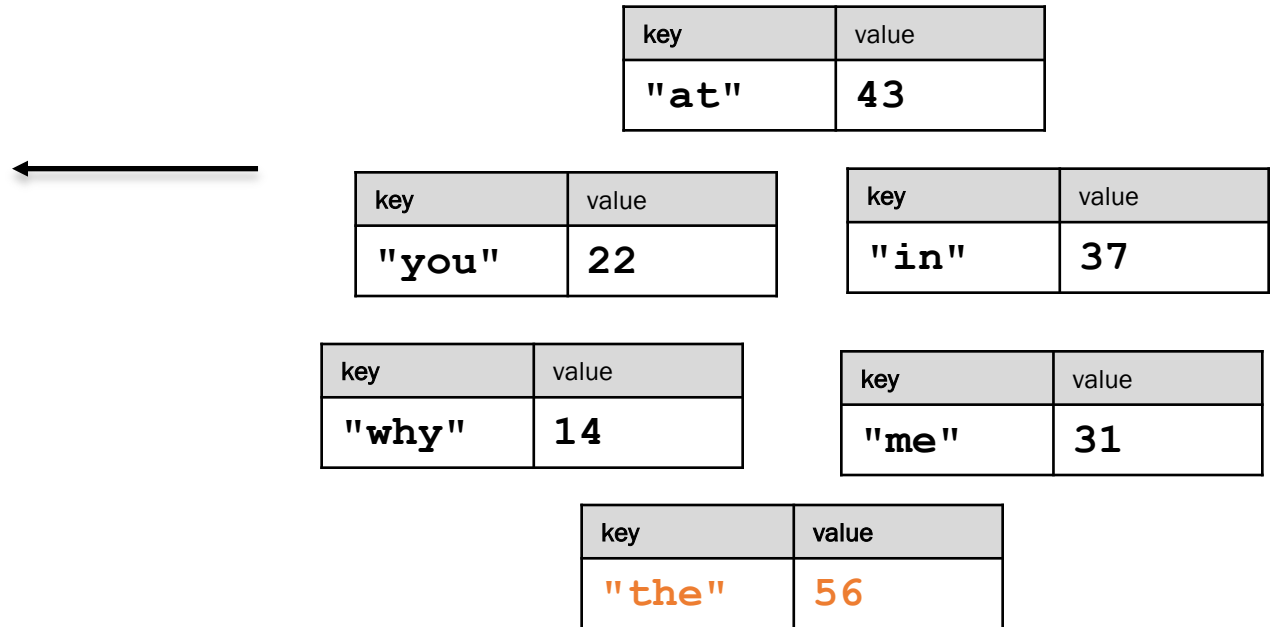 key value
"at" 43
key value
"you" 22
key value
"in" 37
key value
"why" 14
key value
"me" 31
key value
"the" 56